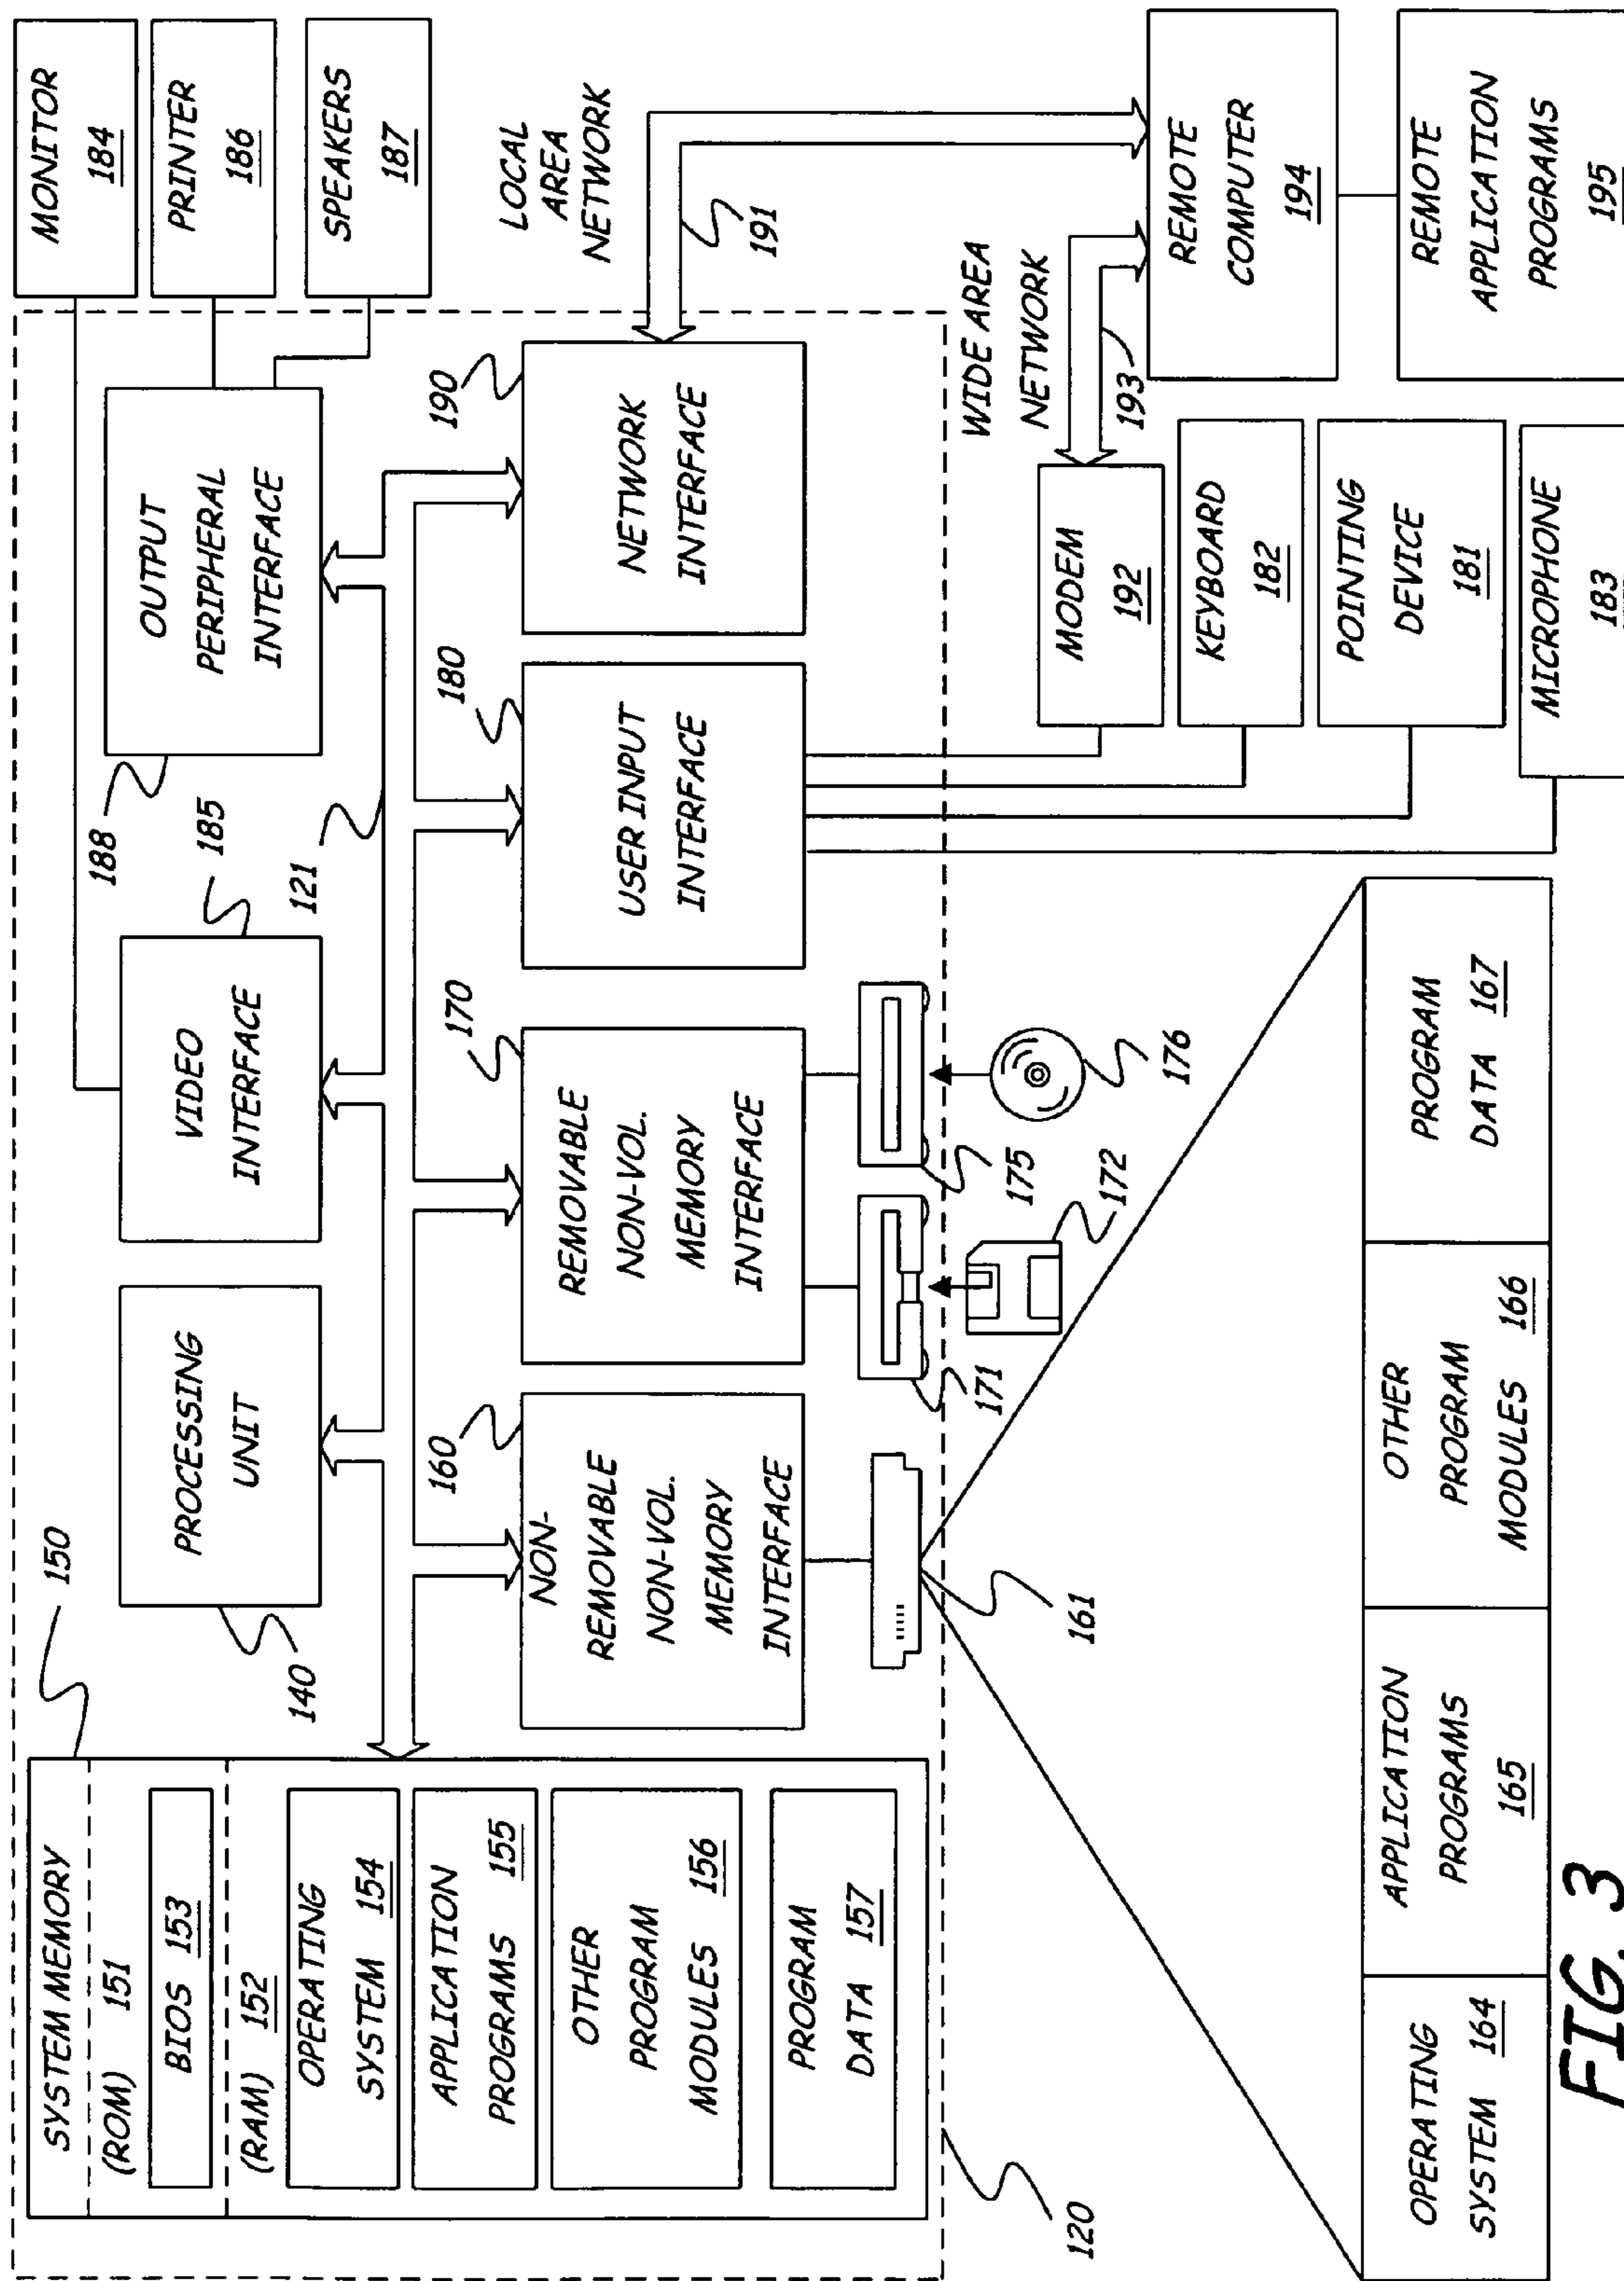 SYSTEM MEMORY
(ROM) 151
BIOS 153
(RAM) 152
OPERATING
SYSTEM 154
APPLICATION
PROGRAMS 155
OTHER
PROGRAM
MODULES 156
PROGRAM
DATA 157
150
140
PROCESSING
UNIT
VIDEO
INTERFACE
185
188
121
OUTPUT
PERIPHERAL
INTERFACE
MONITOR
184
PRINTER
186
SPEAKERS
187
160
NON-
REMOVABLE
NON-VOL.
MEMORY
INTERFACE
170
REMOVABLE
NON-VOL.
MEMORY
INTERFACE
180
USER INPUT
INTERFACE
190
NETWORK
INTERFACE
LOCAL
AREA
NETWORK
191
WIDE AREA
NETWORK
193
120
161
171
172
175
176
MODEM
192
KEYBOARD
182
POINTING
DEVICE
181
MICROPHONE
183
REMOTE
COMPUTER
194
REMOTE
APPLICATION
PROGRAMS
195
OPERATING
SYSTEM 164
APPLICATION
PROGRAMS
165
OTHER
PROGRAM
MODULES 166
PROGRAM
DATA 167
FIG. 3